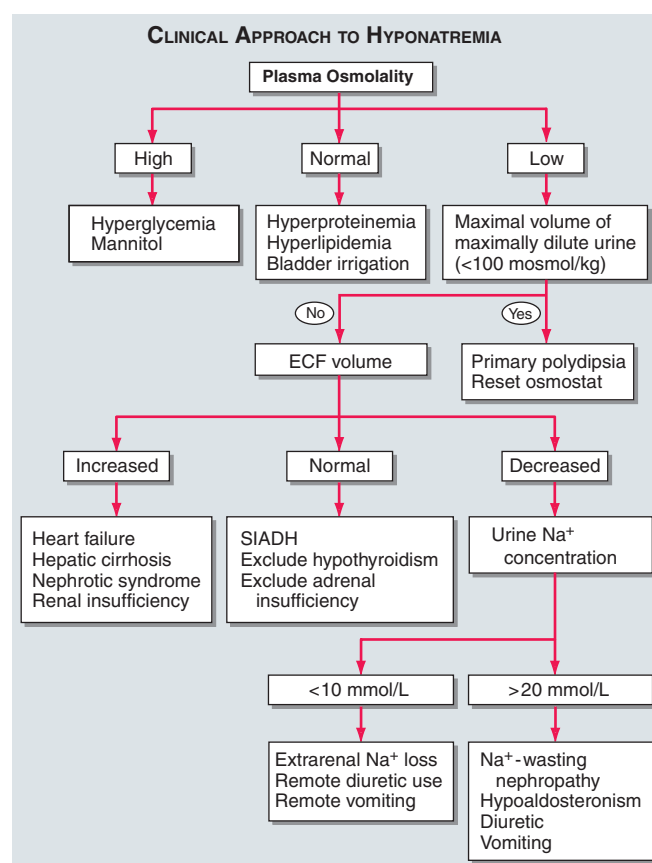 CLINICAL APPROACH TO HYPONATREMIA
Plasma Osmolality
High
Normal
Low
Hyperglycemia
Mannitol
Hyperproteinemia
Hyperlipidemia
Bladder irrigation
Maximal volume of
maximally dilute urine
(<100 mosmol/kg)
No
Yes
ECF volume
Primary polydipsia
Reset osmostat
Increased
Normal
Decreased
Heart failure
Hepatic cirrhosis
Nephrotic syndrome
Renal insufficiency
SIADH
Exclude hypothyroidism
Exclude adrenal
insufficiency
Urine Na⁺
concentration
<10 mmol/L
>20 mmol/L
Extrarenal Na⁺ loss
Remote diuretic use
Remote vomiting
Na⁺-wasting
nephropathy
Hypoaldosteronism
Diuretic
Vomiting